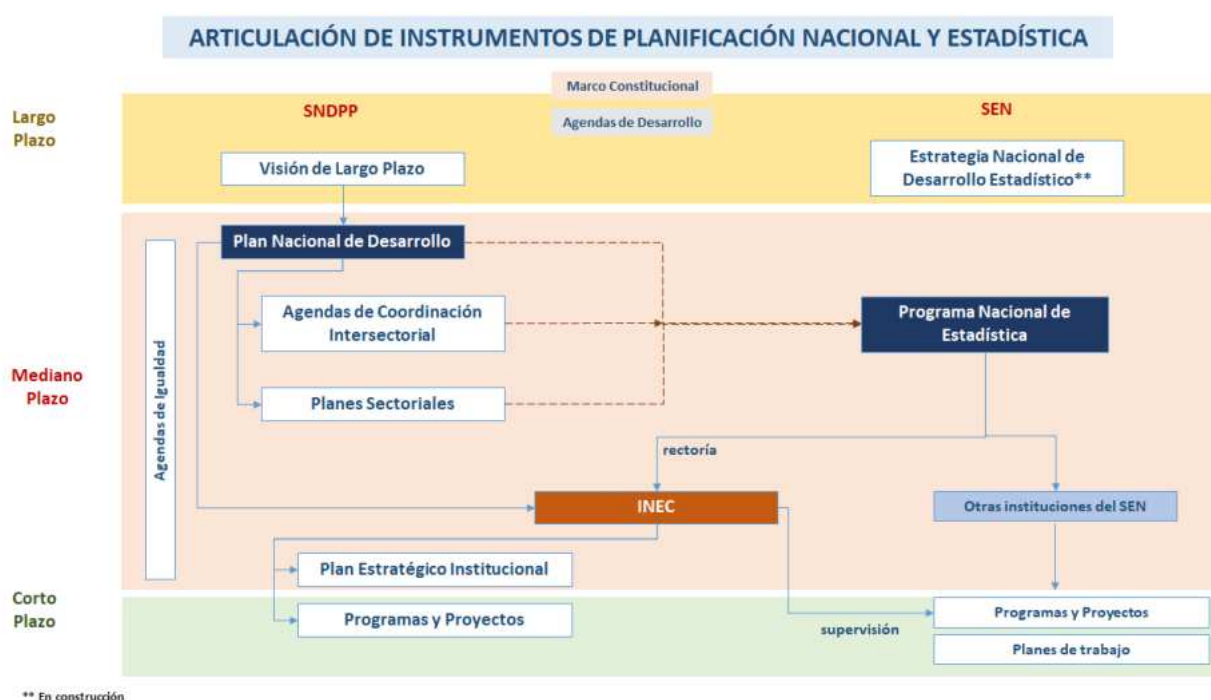 ARTICULACIÓN DE INSTRUMENTOS DE PLANIFICACIÓN NACIONAL Y ESTADÍSTICA
Marco Constitucional
Largo
Plazo
SNDPP
Agendas de Desarrollo
SEN
Visión de Largo Plazo
Estrategia Nacional de
Desarrollo Estadístico**
Plan Nacional de Desarrollo
Agendas de Coordinación
Intersectorial
Programa Nacional de
Estadística
Agendas de Igualdad
Mediano
Plazo
Planes Sectoriales
rectoría
INEC
Otras instituciones del SEN
Plan Estratégico Institucional
Corto
Plazo
Programas y Proyectos
supervisión
Programas y Proyectos
Planes de trabajo
** En construcción